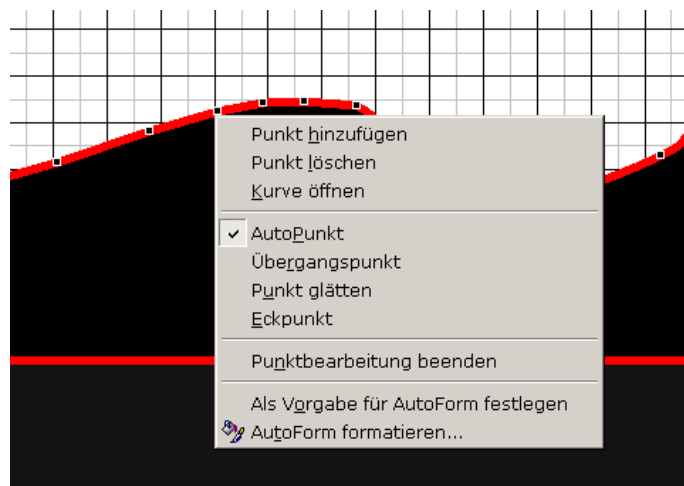 Punkt hinzufügen
Punkt löschen
Kurve öffnen
AutoPunkt
Übergangspunkt
Punkt glätten
Eckpunkt
Punktbearbeitung beenden
Als Vorgabe für AutoForm festlegen
AutoForm formatieren...